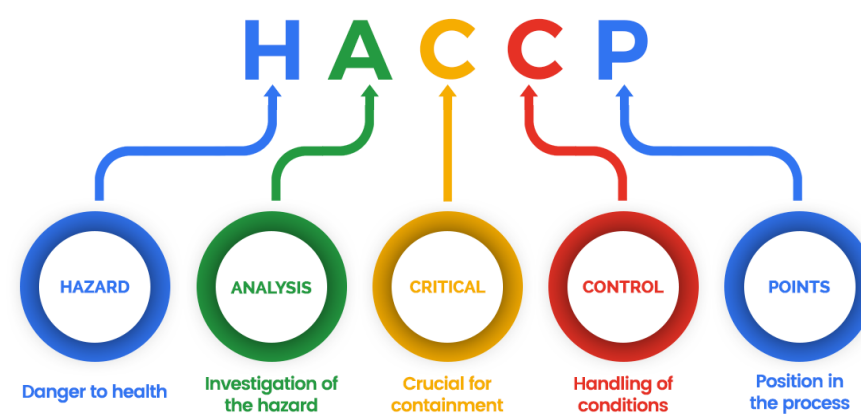 HACCP
HAZARD
ANALYSIS
CRITICAL
CONTROL
POINTS
Danger to health
Investigation of
the hazard
Crucial for
containment
Handling of
conditions
Position in
the process